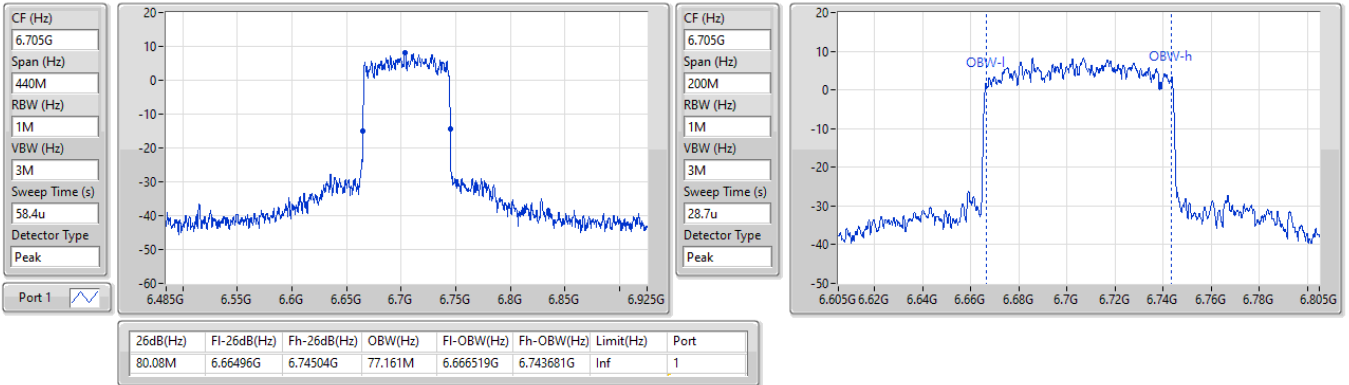 CF (Hz)
6.705G
Span (Hz)
440M
RBW (Hz)
1M
VBW (Hz)
3M
Sweep Time (s)
58.4u
Detector Type
Peak
Port 1
20
10
0
-10
-20
-30
-40
-50
-60
6.485G 6.55G 6.6G 6.65G 6.7G 6.75G 6.8G 6.85G 6.925G
CF (Hz)
6.705G
Span (Hz)
200M
RBW (Hz)
1M
VBW (Hz)
3M
Sweep Time (s)
28.7u
Detector Type
Peak
20
10
0
-10
-20
-30
-40
-50
OBW-l OBW-h
6.605G 6.62G 6.64G 6.66G 6.68G 6.7G 6.72G 6.74G 6.76G 6.78G 6.805G
26dB(Hz) Fl-26dB(Hz) Fh-26dB(Hz) OBW(Hz) Fl-OBW(Hz) Fh-OBW(Hz) Limit(Hz) Port
80.08M 6.66496G 6.74504G 77.161M 6.666519G 6.743681G Inf 1